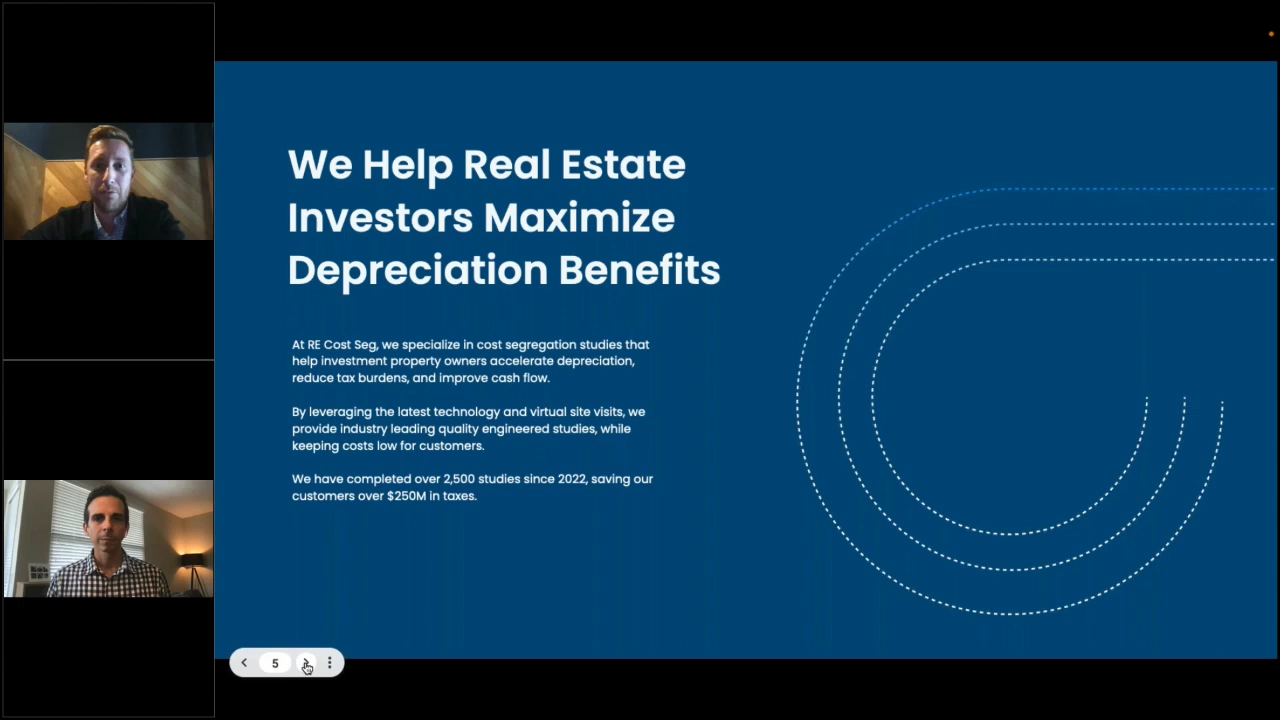 We Help Real Estate
Investors Maximize
Depreciation Benefits
At RE Cost Seg, we specialize in cost segregation studies that
help investment property owners accelerate depreciation,
reduce tax burdens, and improve cash flow.
By leveraging the latest technology and virtual site visits, we
provide industry leading quality engineered studies, while
keeping costs low for customers.
We have completed over 2,500 studies since 2022, saving our
customers over $250M in taxes.
5